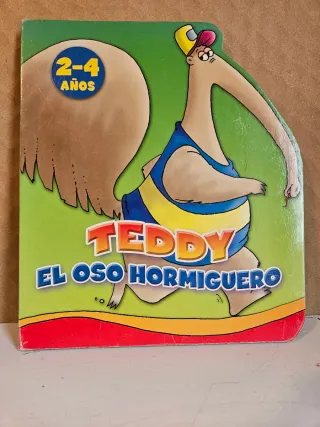 2-4
AÑOS
TEDDY
EL OSO HORMIGUERO